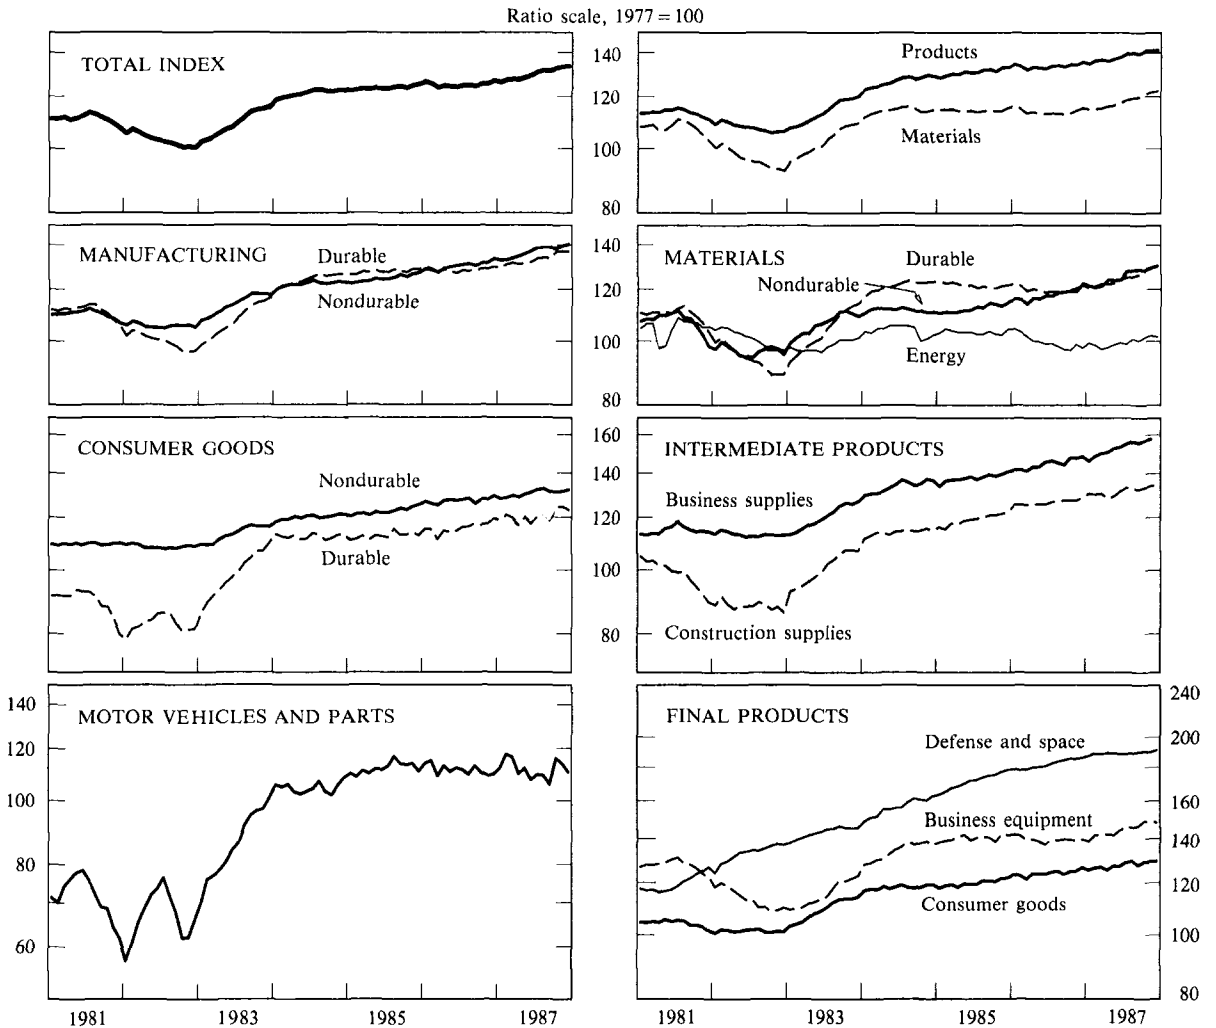 Ratio scale, 1977 = 100
TOTAL INDEX
140
120
100
80
Products
Materials
MANUFACTURING
Durable
Nondurable
140
120
100
80
MATERIALS
Durable
Nondurable
Energy
CONSUMER GOODS
Nondurable
Durable
160
140
120
100
80
INTERMEDIATE PRODUCTS
Business supplies
Construction supplies
140
120
100
80
60
MOTOR VEHICLES AND PARTS
1981
1983
1985
1987
FINAL PRODUCTS
Defense and space
Business equipment
Consumer goods
240
200
160
140
120
100
80
1981
1983
1985
1987